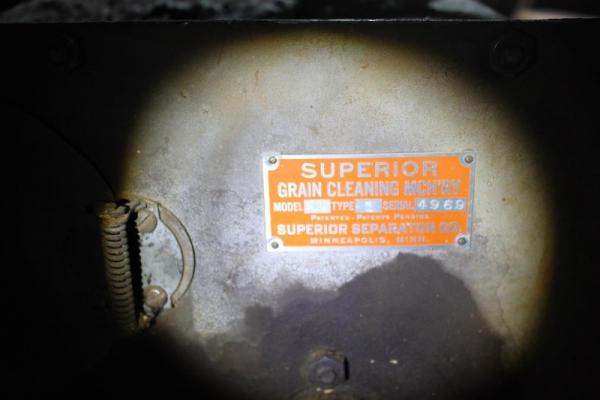 SUPERIOR
GRAIN CLEANING MCH'RY
MODEL TYPE SERIAL 4969
PATENTED - PATENTS PENDING
SUPERIOR SEPARATOR CO.
MINNEAPOLIS, MINN.